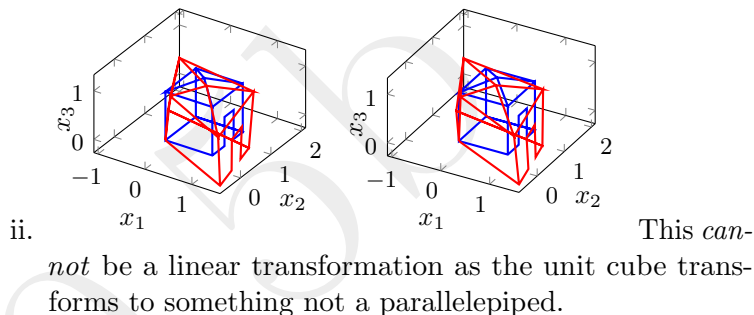 2
2
1
1
x3
x3
0
0
2
2
−1
1
−1
1
0
0
0
0
1
x2
1
x2
x1
x1
ii. This can-
not be a linear transformation as the unit cube trans-
forms to something not a parallelepiped.